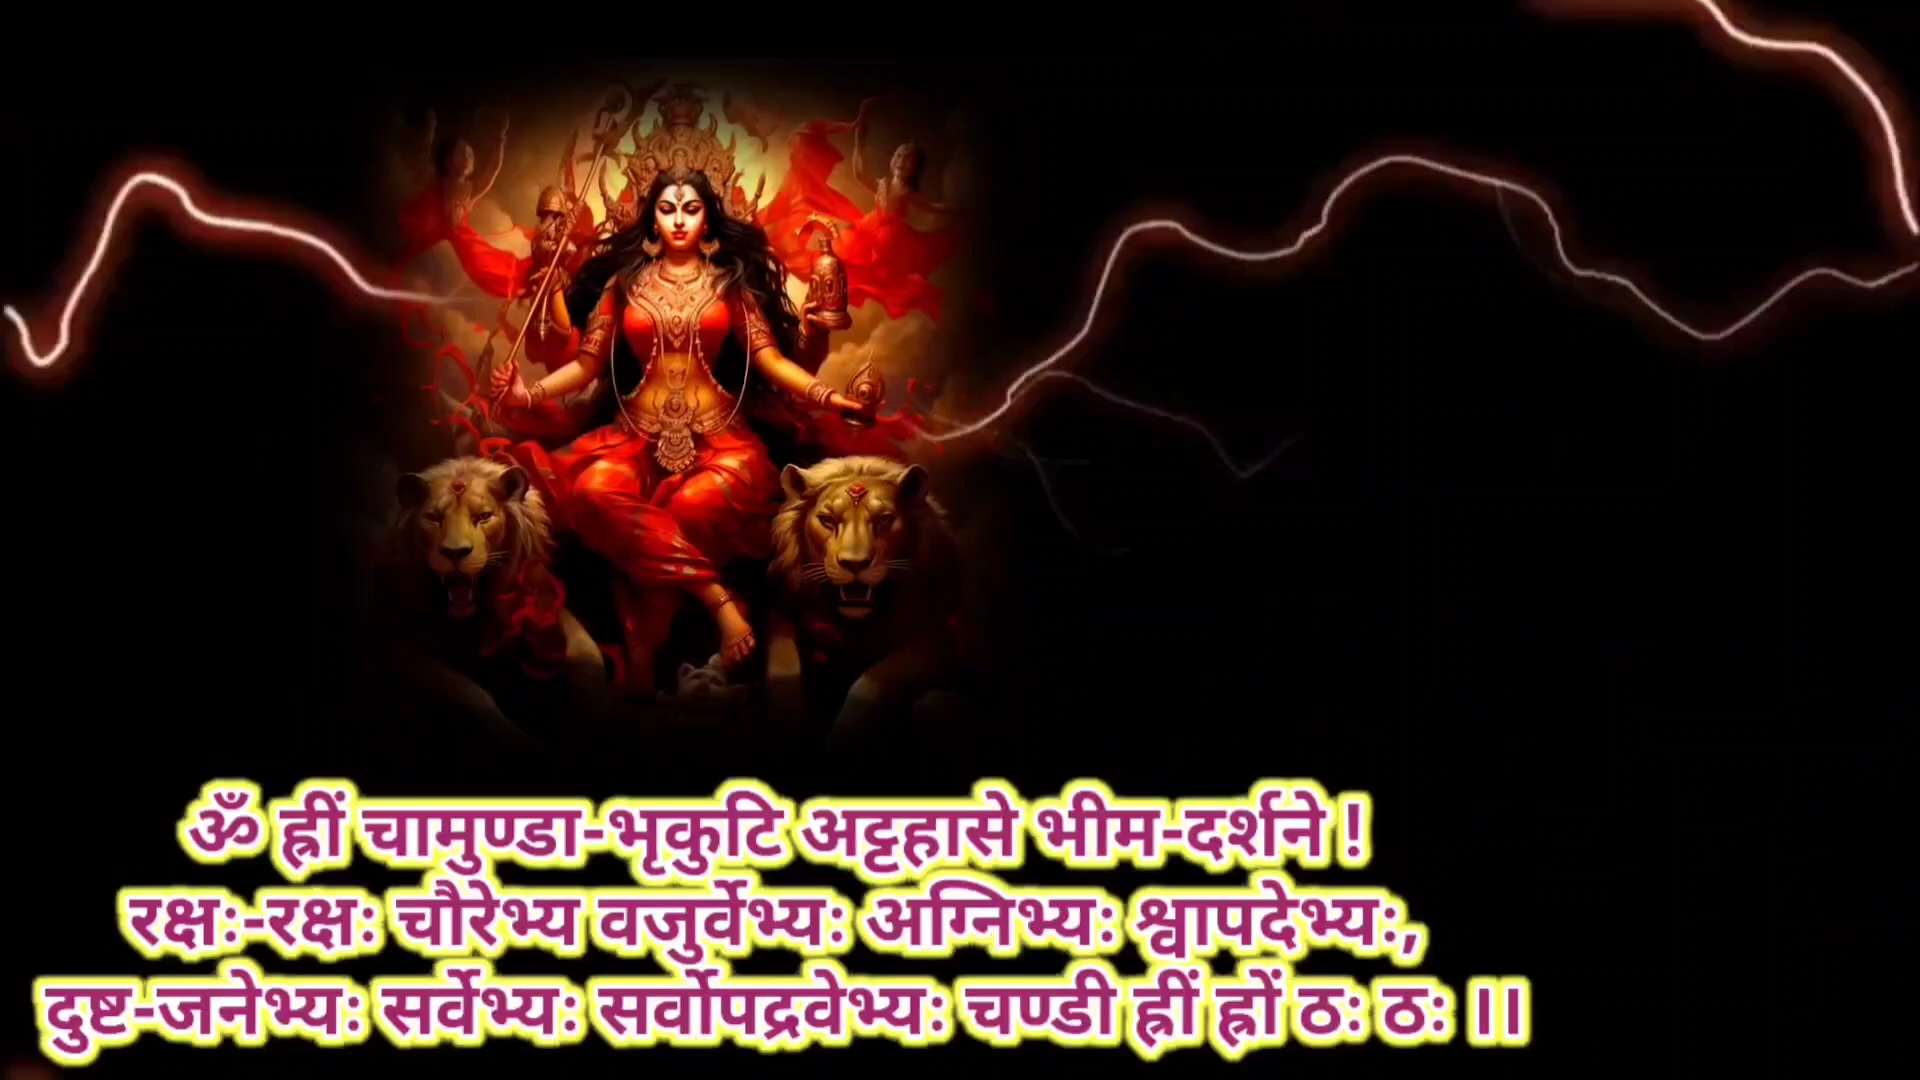 ॐ ह्रीं चामुण्डा-भृकुटि अट्टहासे भीम-दर्शने !
रक्षः-रक्षः चौरेभ्य वजुर्वेभ्यः अग्निभ्यः श्वापदेभ्यः,
दुष्ट-जनेभ्यः सर्वेभ्यः सर्वोपद्रवेभ्यः चण्डी ह्रीं ह्रों ठः ठः ।।